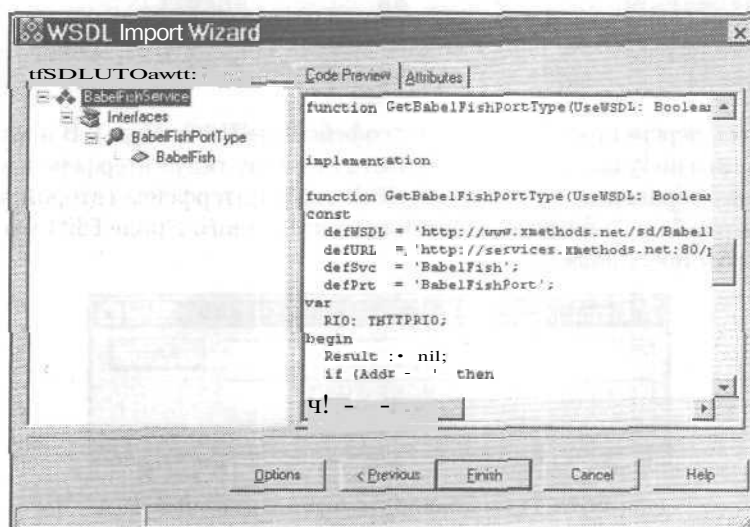 WSDL Import Wizard
tfSDLUTOawtt:
Code Preview Attributes
BabelFishService
Interfaces
BabelFishPortType
BabelFish
function GetBabelFishPortType(UseWSDL: Boolean
implementation
function GetBabelFishPortType(UseWSDL: Boolean
const
defWSDL = 'http://www.xmethods.net/sd/Babel
defURL = 'http://services.xmethods.net:80/
defSvc = 'BabelFish';
defPrt = 'BabelFishPort';
var
RIO: THTTPRIO;
begin
Result :• nil;
if (Addr - ' then
Ч! - -
Options < Previous Finish Cancel Help